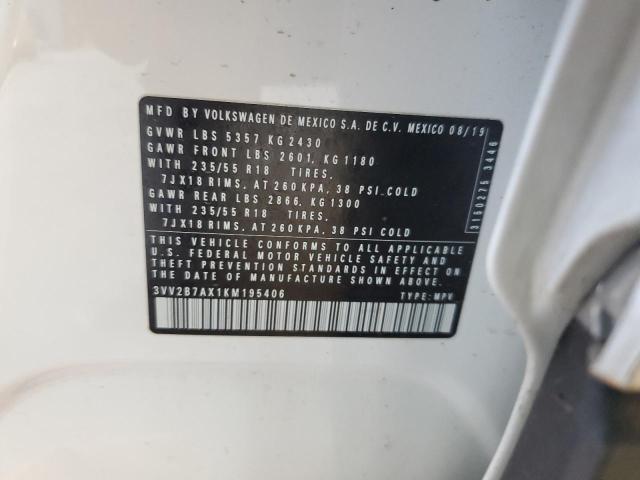 MFD BY VOLKSWAGEN DE MEXICO S.A. DE C.V. MEXICO 08/19
GVWR LBS 5357 KG 2430
GAWR FRONT LBS 2601, KG 1180
WITH 235/55 R18 TIRES,
7JX18 RIMS, AT 260 KPA, 38 PSI COLD
GAWR REAR LBS 2866, KG 1300
WITH 235/55 R18 TIRES,
7JX18 RIMS, AT 260 KPA, 38 PSI COLD
THIS VEHICLE CONFORMS TO ALL APPLICABLE
U.S. FEDERAL MOTOR VEHICLE SAFETY AND
THEFT PREVENTION STANDARDS IN EFFECT ON
THE DATE OF MANUFACTURE SHOWN ABOVE.
3VV2B7AX1KM195406 TYPE: MPV
3150275 3446